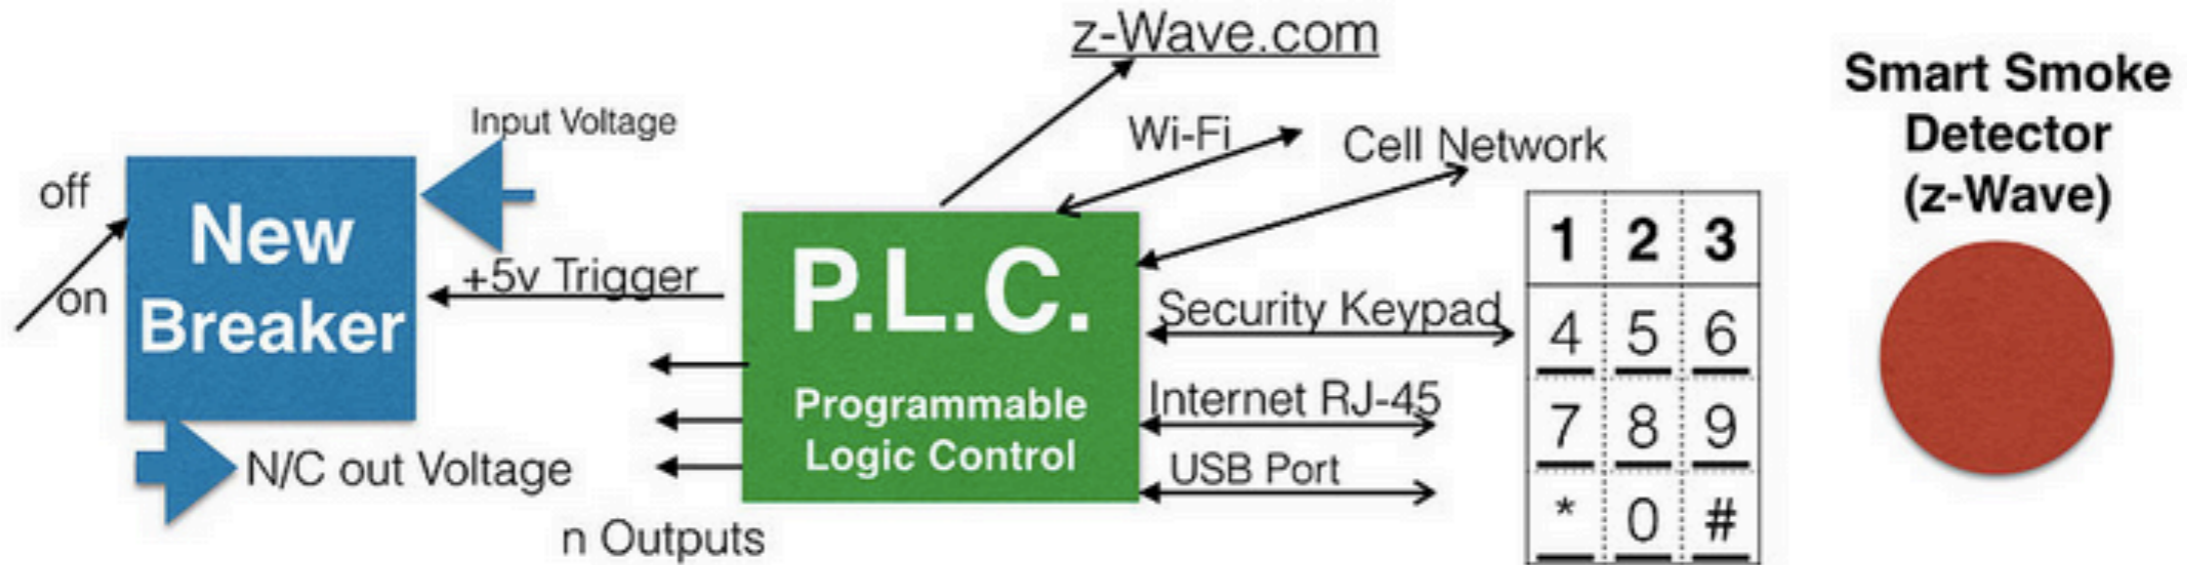 z-Wave.com
Smart Smoke
Detector
(z-Wave)
Input Voltage
Wi-Fi
Cell Network
off
on
New
Breaker
+5v Trigger
P.L.C.
Programmable
Logic Control
Security Keypad
Internet RJ-45
USB Port
N/C out Voltage
n Outputs
1 2 3
4 5 6
7 8 9
* 0 #